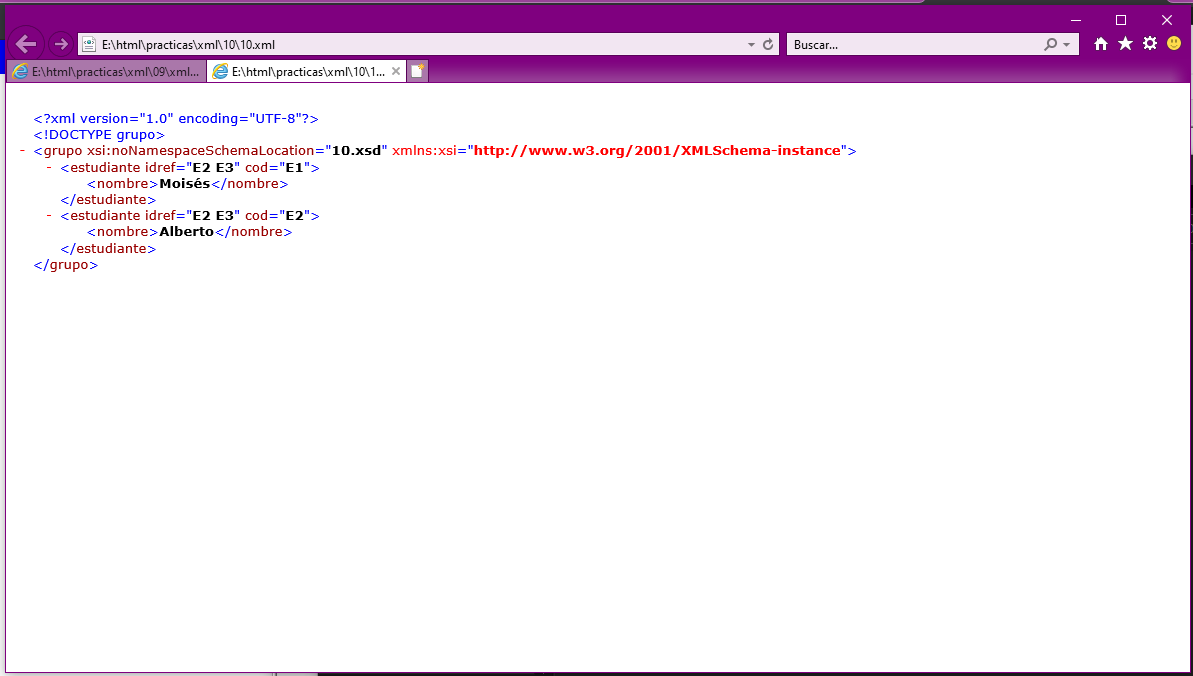 E:\html\practicas\xml\10\10.xml
Buscar...
E:\html\practicas\xml\09\xml...
E:\html\practicas\xml\10\1...
<?xml version="1.0" encoding="UTF-8"?>
<!DOCTYPE grupo>
- <grupo xsi:noNamespaceSchemaLocation="10.xsd" xmlns:xsi="http://www.w3.org/2001/XMLSchema-instance">
- <estudiante idref="E2 E3" cod="E1">
<nombre>Moisés</nombre>
</estudiante>
- <estudiante idref="E2 E3" cod="E2">
<nombre>Alberto</nombre>
</estudiante>
</grupo>